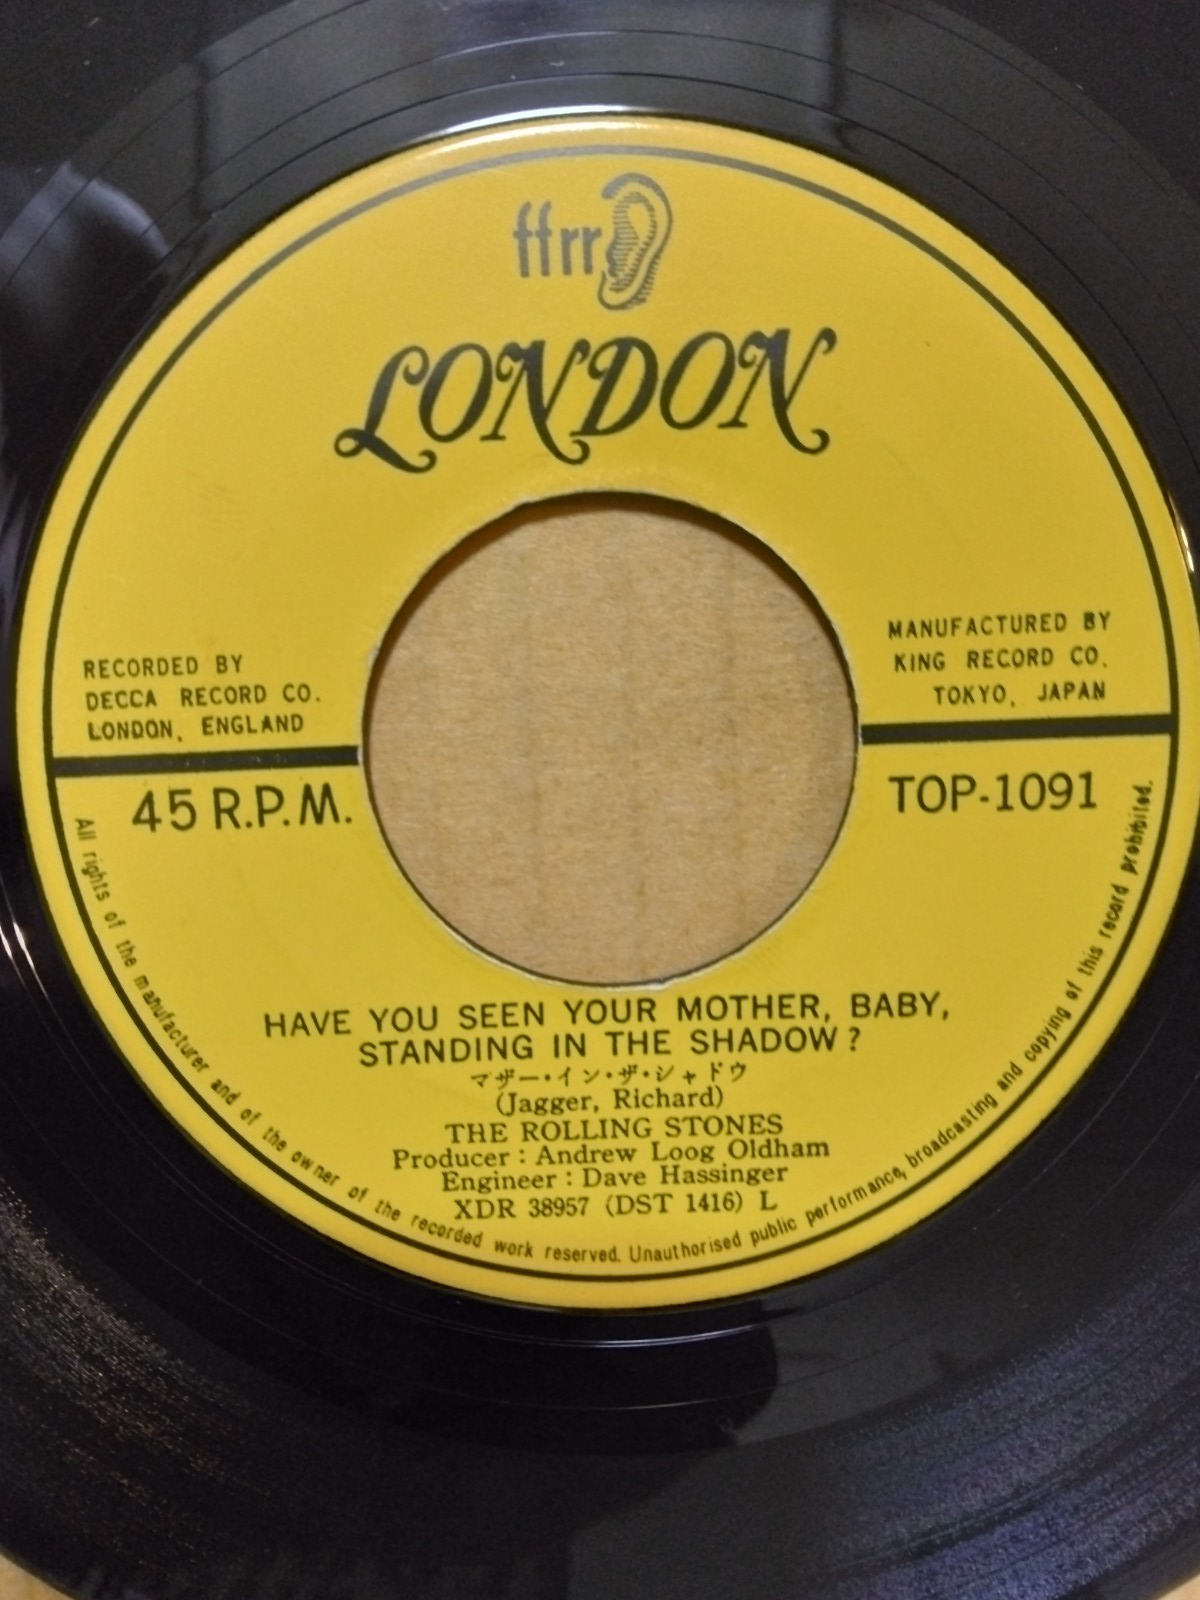 ffrr
LONDON
RECORDED BY
DECCA RECORD CO.
LONDON, ENGLAND
MANUFACTURED BY
KING RECORD CO.
TOKYO, JAPAN
45 R.P.M.
TOP-1091
HAVE YOU SEEN YOUR MOTHER, BABY,
STANDING IN THE SHADOW?
マザー・イン・ザ・シャドウ
(Jagger, Richard)
THE ROLLING STONES
Producer : Andrew Loog Oldham
Engineer : Dave Hassinger
XDR 38957 (DST 1416) L
All rights of the manufacturer and of the owner of the recorded work reserved. Unauthorised public performance, broadcasting and copying of this record prohibited.